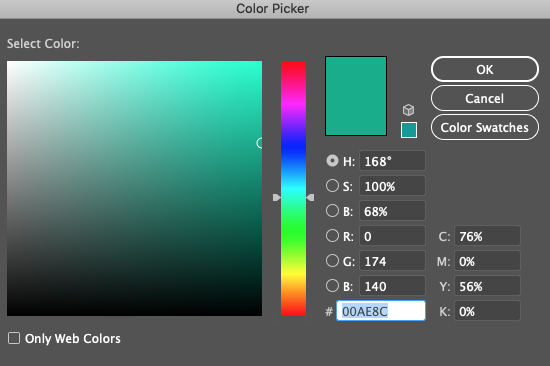 Color Picker
Select Color:
OK
Cancel
Color Swatches
H: 168°
S: 100%
B: 68%
R: 0 C: 76%
G: 174 M: 0%
B: 140 Y: 56%
# 00AE8C K: 0%
Only Web Colors